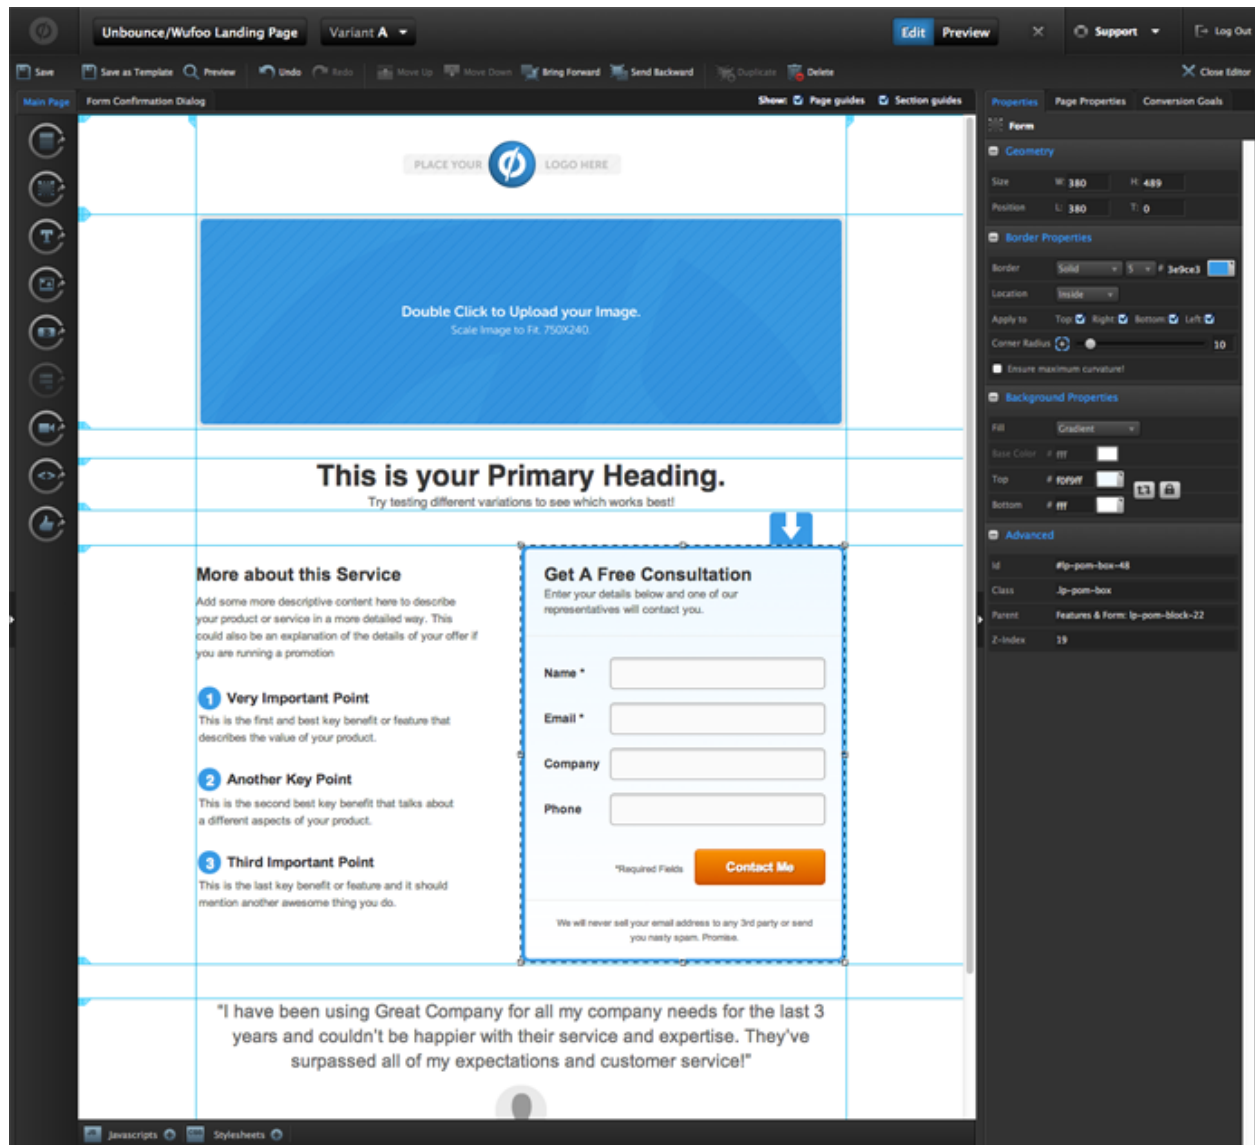 Unbounce/Wufoo Landing Page
Variant A
Edit
Preview
Support
Log Out
Save
Save as Template
Preview
Undo
Redo
Move Up
Move Down
Bring Forward
Send Backward
Duplicate
Delete
Close Editor
Main Page
Form Confirmation Dialog
Show:
Page guides
Section guides
Properties
Page Properties
Conversion Goals
PLACE YOUR
LOGO HERE
Double Click to Upload your Image.
Scale Image to Fit. 750X240.
This is your Primary Heading.
Try testing different variations to see which works best!
More about this Service
Add some more descriptive content here to describe
your product or service in a more detailed way. This
could also be an explanation of the details of your offer if
you are running a promotion
1 Very Important Point
This is the first and best key benefit or feature that
describes the value of your product.
2 Another Key Point
This is the second best key benefit that talks about
a different aspects of your product.
3 Third Important Point
This is the last key benefit or feature and it should
mention another awesome thing you do.
Get A Free Consultation
Enter your details below and one of our
representatives will contact you.
Name *
Email *
Company
Phone
*Required Fields
Contact Me
We will never sell your email address to any 3rd party or send
you nasty spam. Promise.
"I have been using Great Company for all my company needs for the last 3
years and couldn't be happier with their service and expertise. They've
surpassed all of my expectations and customer service!"
Form
Geometry
Size W: 380 H: 489
Position L: 380 T: 0
Border Properties
Border Solid 5 # 3e9ce3
Location Inside
Apply to Top: Right: Bottom: Left:
Corner Radius 10
Ensure maximum curvature!
Background Properties
Fill Gradient
Base Color # fff
Top # f0f9ff
Bottom # fff
Advanced
Id #lp-pom-box-48
Class .lp-pom-box
Parent Features & Form: lp-pom-block-22
Z-Index 19
JS Javascripts
CSS Stylesheets